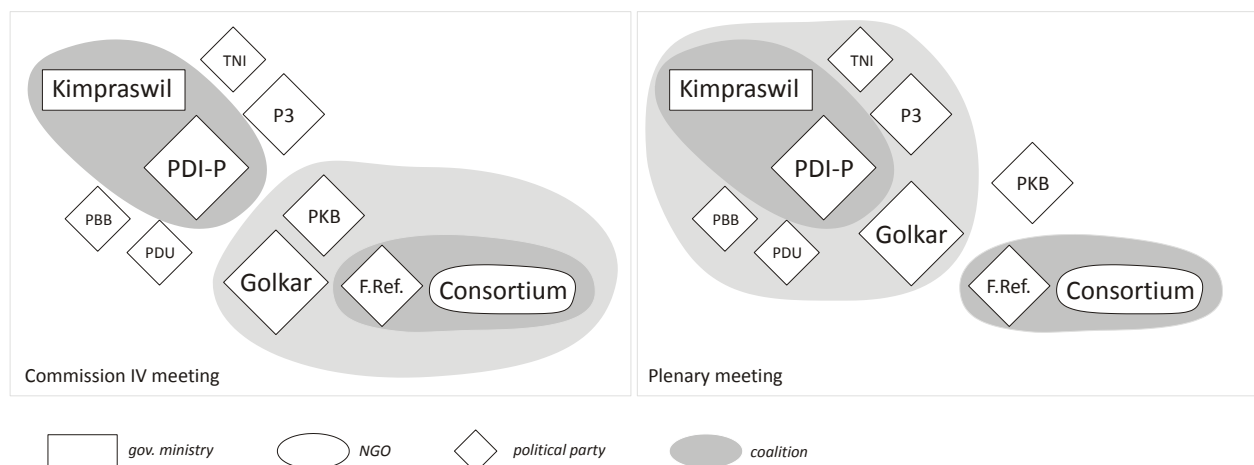 TNI
Kimpraswil
P3
PDI-P
PBB
PKB
PDU
Golkar
F.Ref.
Consortium
Commission IV meeting
TNI
Kimpraswil
P3
PDI-P
PKB
PBB
Golkar
PDU
F.Ref.
Consortium
Plenary meeting
gov. ministry
NGO
political party
coalition